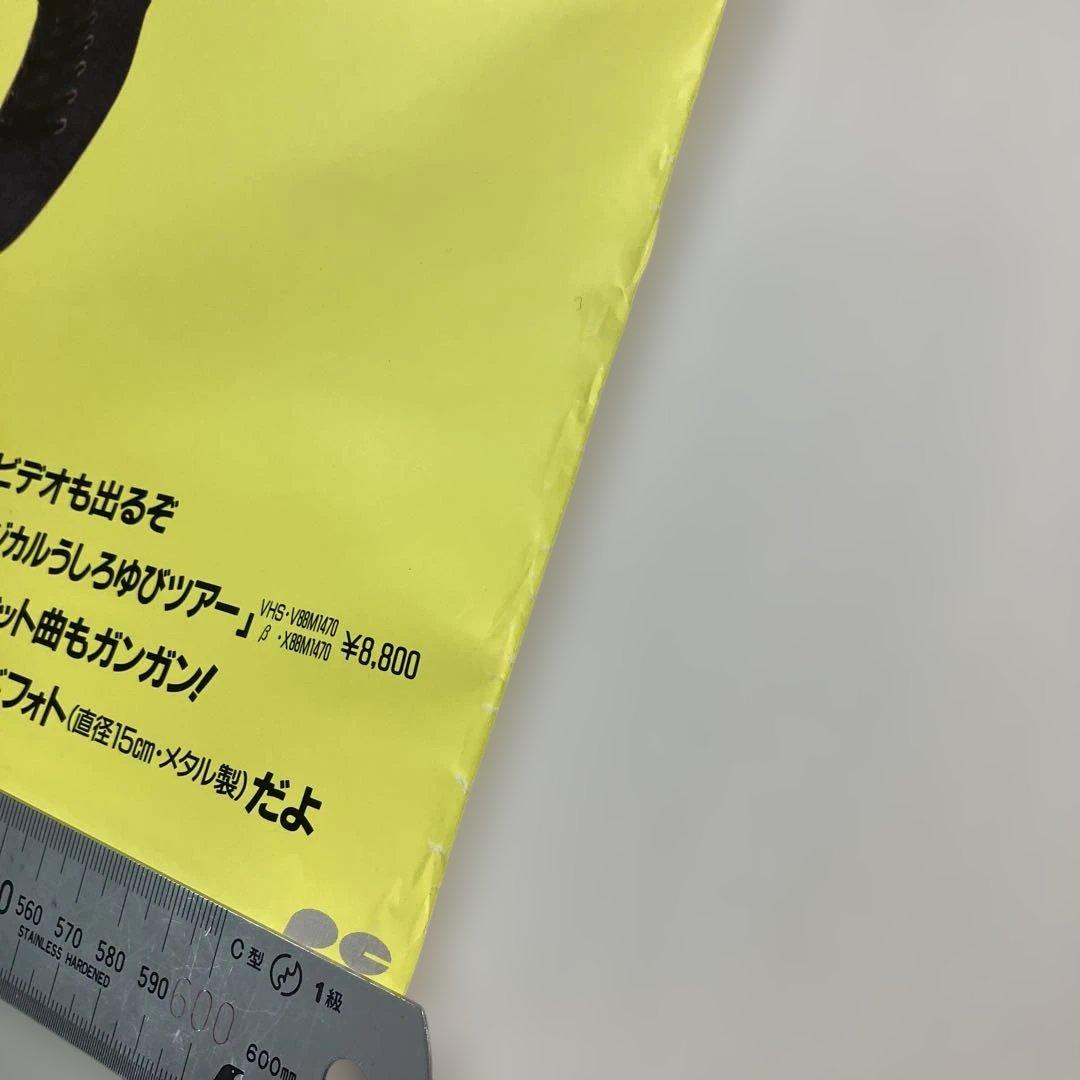 ビデオも出るぞ
ジカルうしろゆびツアー」VHS・V88M1470
β・X88M1470 ¥8,800
ット曲もガンガン!
フォト(直径15cm・メタル製)だよ
560 570 580 590 600
STAINLESS HARDENED
C型 1級
600mm